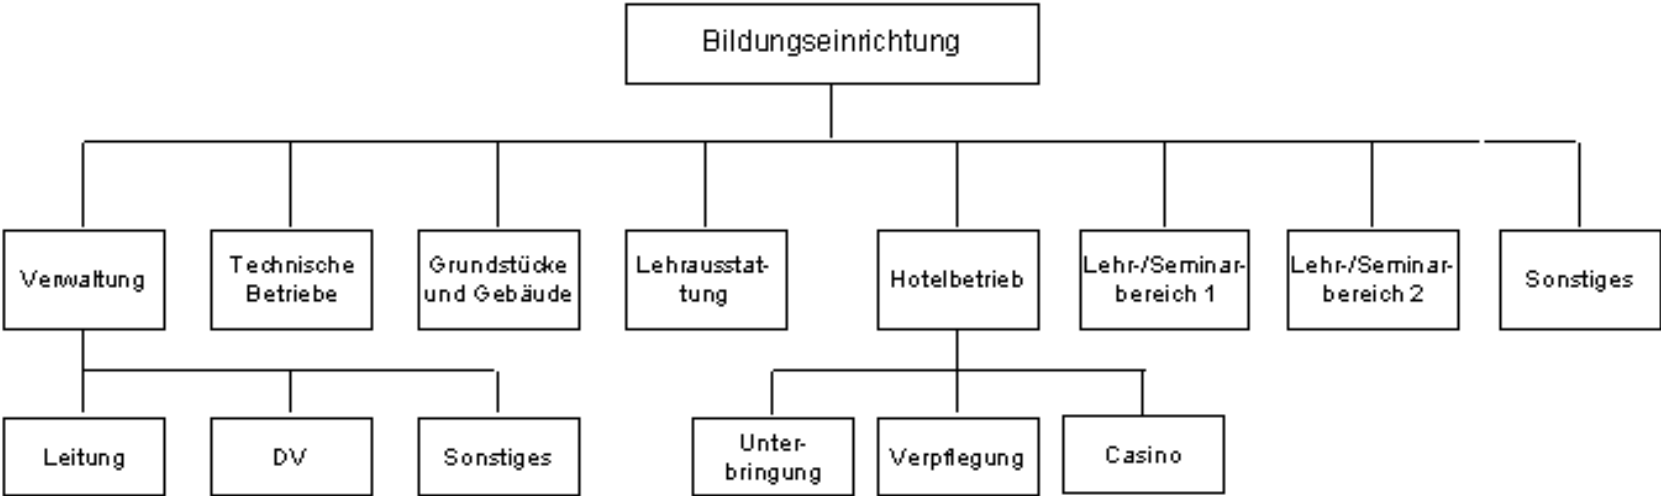 Bildungseinrichtung
Verwaltung
Technische
Betriebe
Grundstücke
und Gebäude
Lehrausstat-
tung
Hotelbetrieb
Lehr-/Seminar-
bereich 1
Lehr-/Seminar-
bereich 2
Sonstiges
Leitung
DV
Sonstiges
Unter-
bringung
Verpflegung
Casino